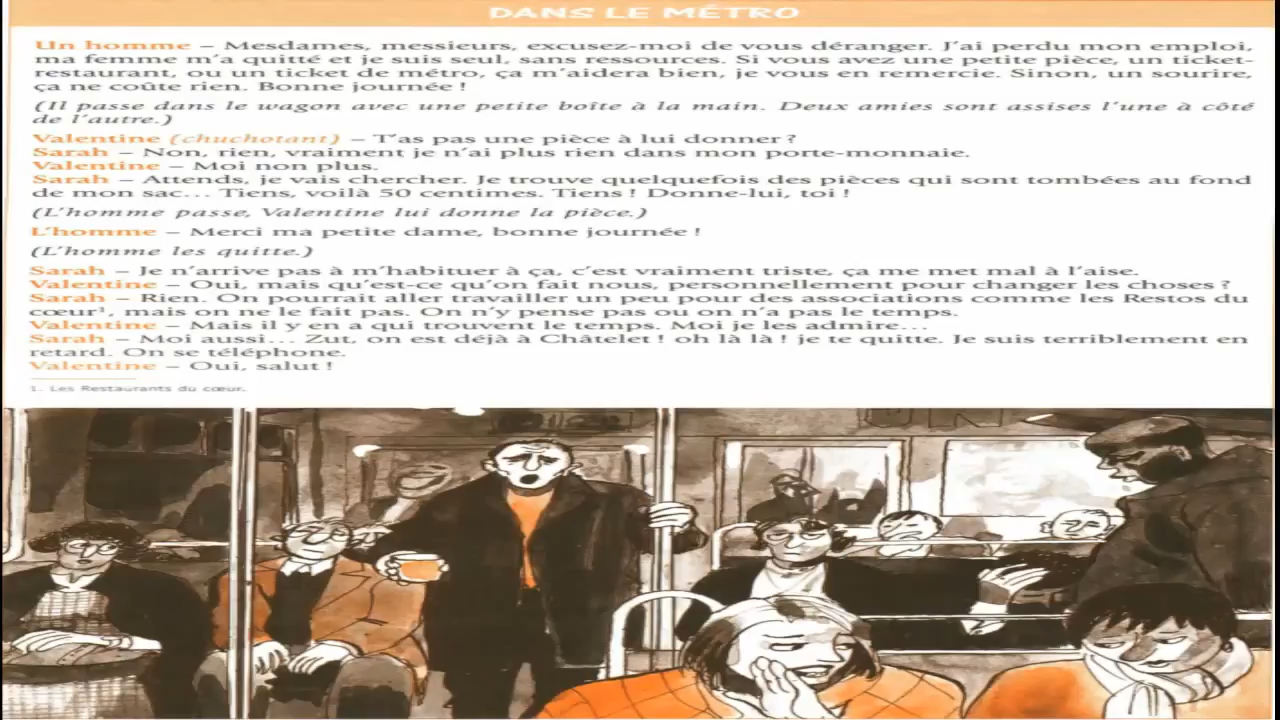 DANS LE MÉTRO
Un homme – Mesdames, messieurs, excusez-moi de vous déranger. J'ai perdu mon emploi,
ma femme m'a quitté et je suis seul, sans ressources. Si vous avez une petite pièce, un ticket-
restaurant, ou un ticket de métro, ça m'aidera bien, je vous en remercie. Sinon, un sourire,
ça ne coûte rien. Bonne journée !
(Il passe dans le wagon avec une petite boîte à la main. Deux amies sont assises l'une à côté
de l'autre.)
Valentine (chuchotant) – T'as pas une pièce à lui donner ?
Sarah – Non, rien, vraiment je n'ai plus rien dans mon porte-monnaie.
Valentine – Moi non plus.
Sarah – Attends, je vais chercher. Je trouve quelquefois des pièces qui sont tombées au fond
de mon sac... Tiens, voilà 50 centimes. Tiens ! Donne-lui, toi !
(L'homme passe, Valentine lui donne la pièce.)
L'homme – Merci ma petite dame, bonne journée !
(L'homme les quitte.)
Sarah – Je n'arrive pas à m'habituer à ça, c'est vraiment triste, ça me met mal à l'aise.
Valentine – Oui, mais qu'est-ce qu'on fait nous, personnellement pour changer les choses ?
Sarah – Rien. On pourrait aller travailler un peu pour des associations comme les Restos du
cœur¹, mais on ne le fait pas. On n'y pense pas ou on n'a pas le temps.
Valentine – Mais il y en a qui trouvent le temps. Moi je les admire...
Sarah – Moi aussi... Zut, on est déjà à Châtelet ! oh là là ! je te quitte. Je suis terriblement en
retard. On se téléphone.
Valentine – Oui, salut !
1. Les Restaurants du cœur.